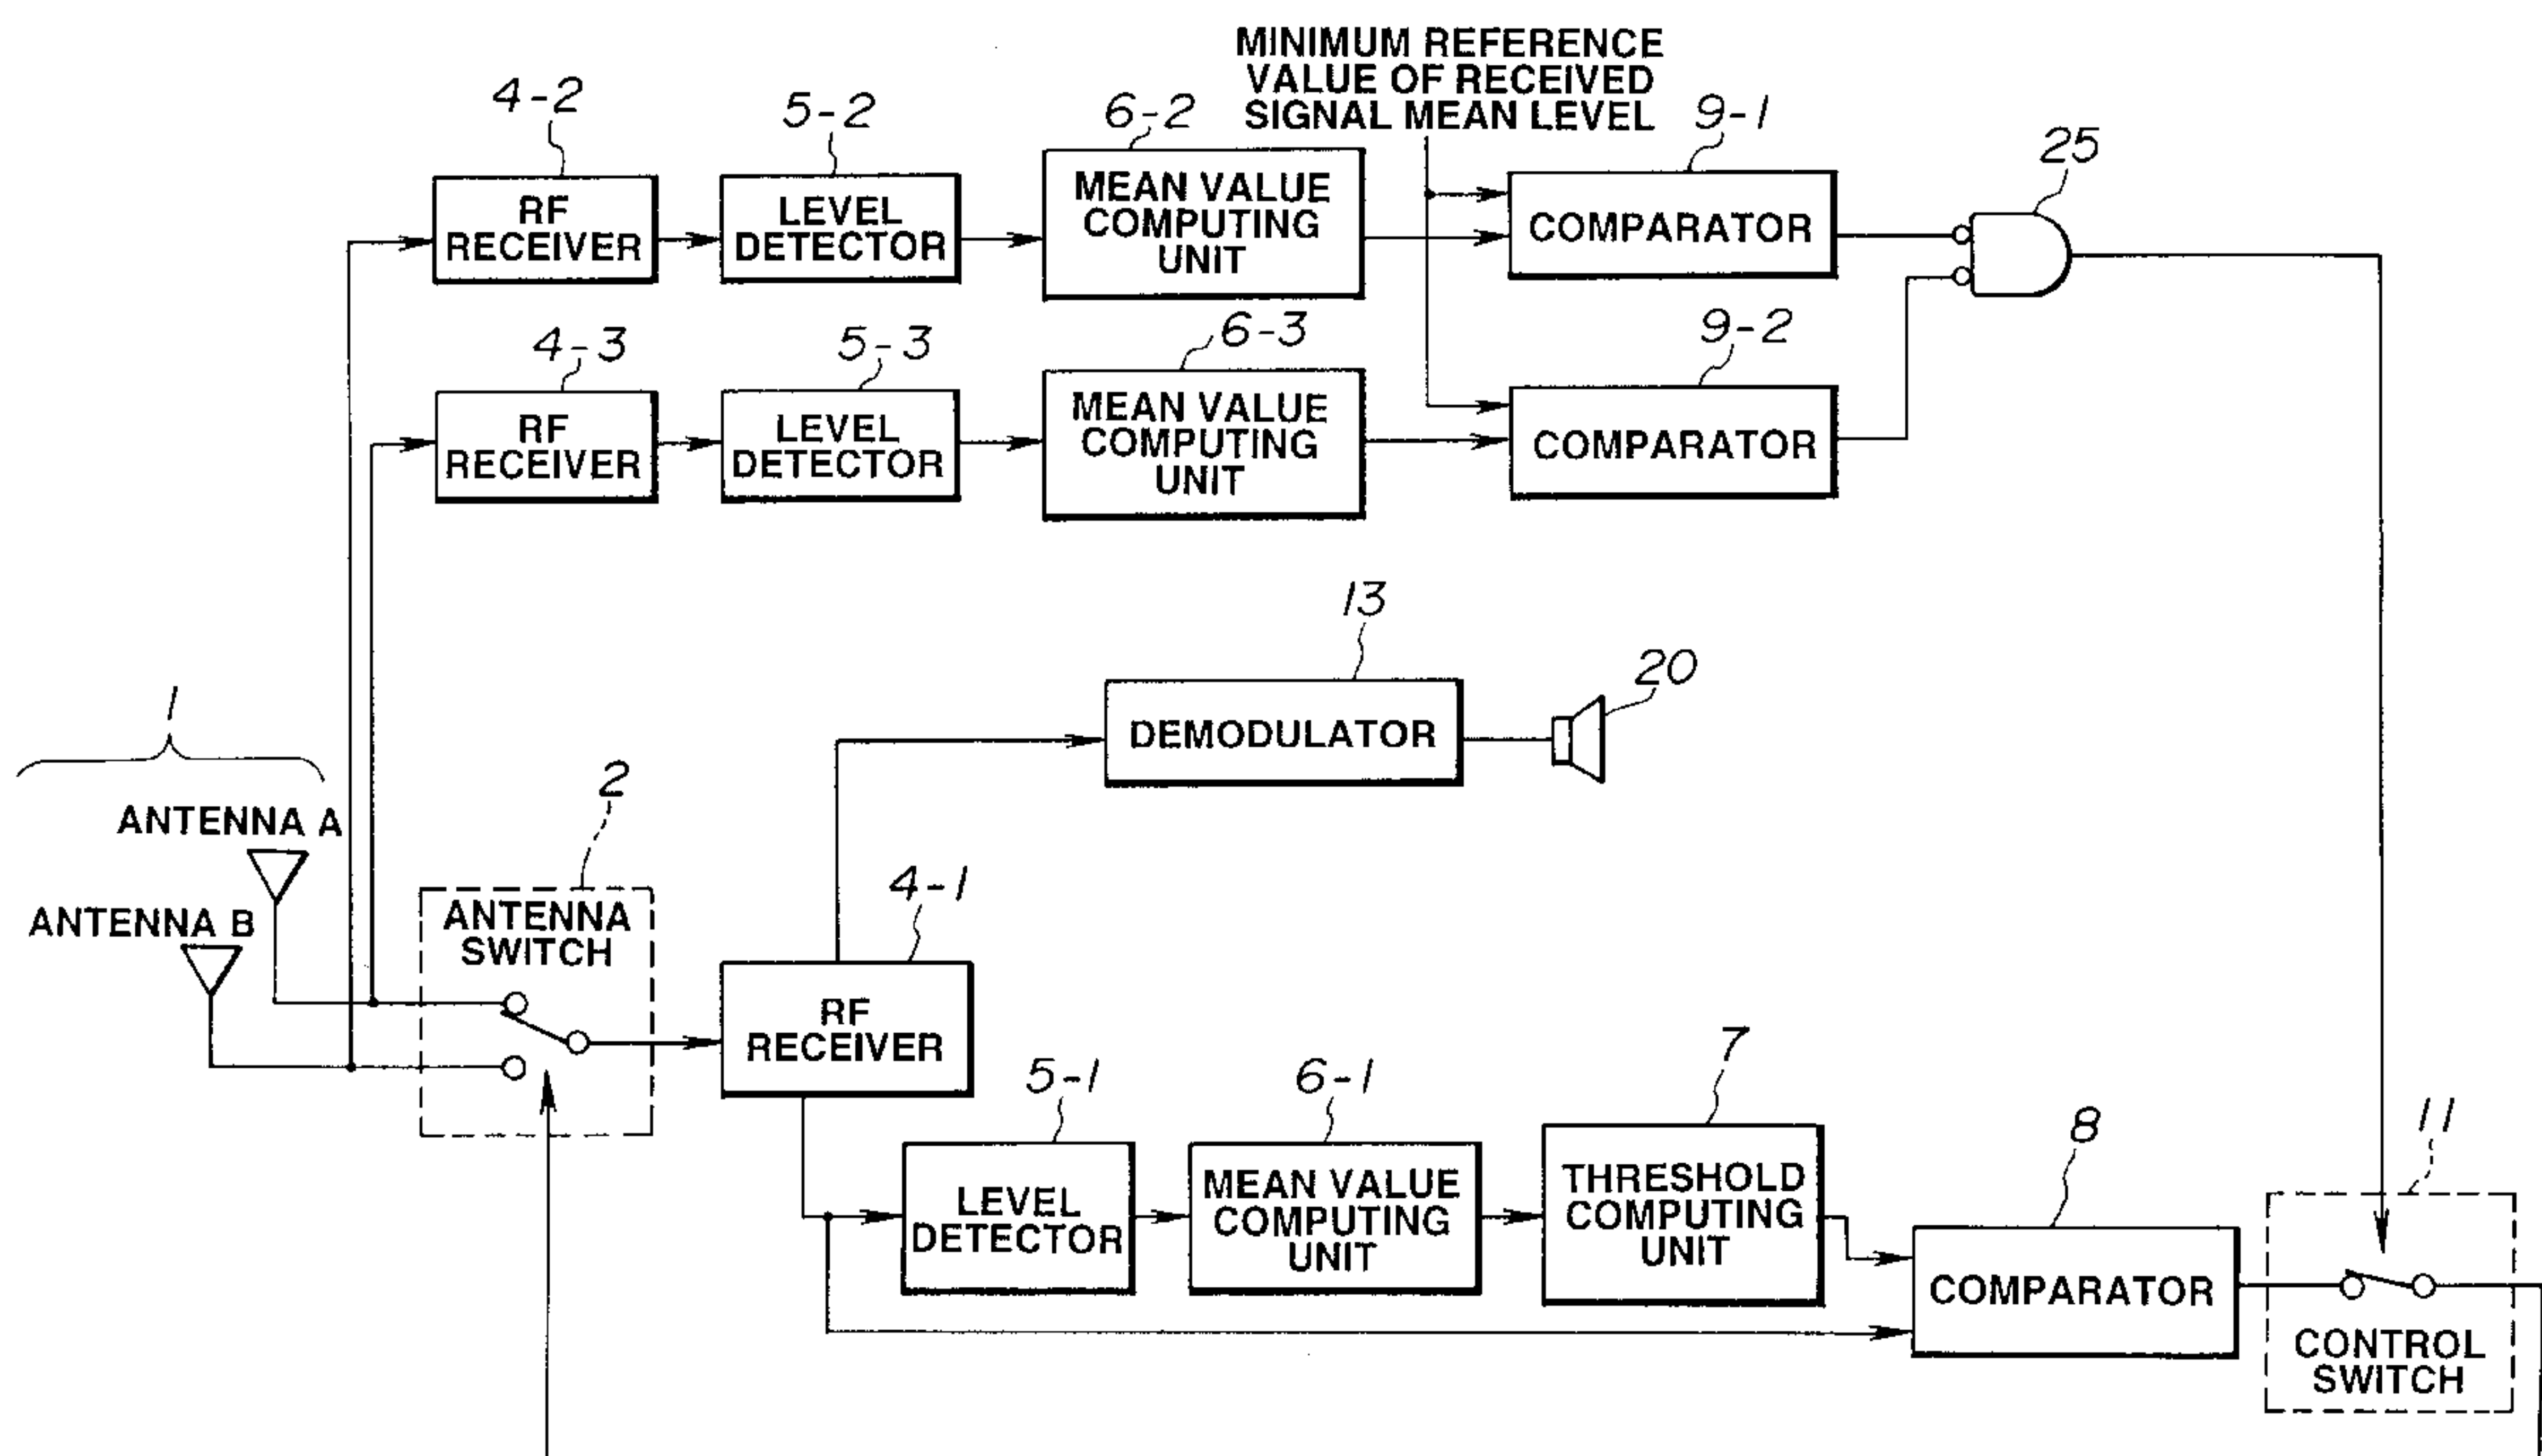 MINIMUM REFERENCE
VALUE OF RECEIVED
SIGNAL MEAN LEVEL
4-2
5-2
6-2
9-1
25
RF
RECEIVER
LEVEL
DETECTOR
MEAN VALUE
COMPUTING
UNIT
COMPARATOR
4-3
5-3
6-3
9-2
RF
RECEIVER
LEVEL
DETECTOR
MEAN VALUE
COMPUTING
UNIT
COMPARATOR
13
20
DEMODULATOR
1
ANTENNA A
ANTENNA B
2
ANTENNA
SWITCH
4-1
RF
RECEIVER
5-1
6-1
7
8
11
LEVEL
DETECTOR
MEAN VALUE
COMPUTING
UNIT
THRESHOLD
COMPUTING
UNIT
COMPARATOR
CONTROL
SWITCH